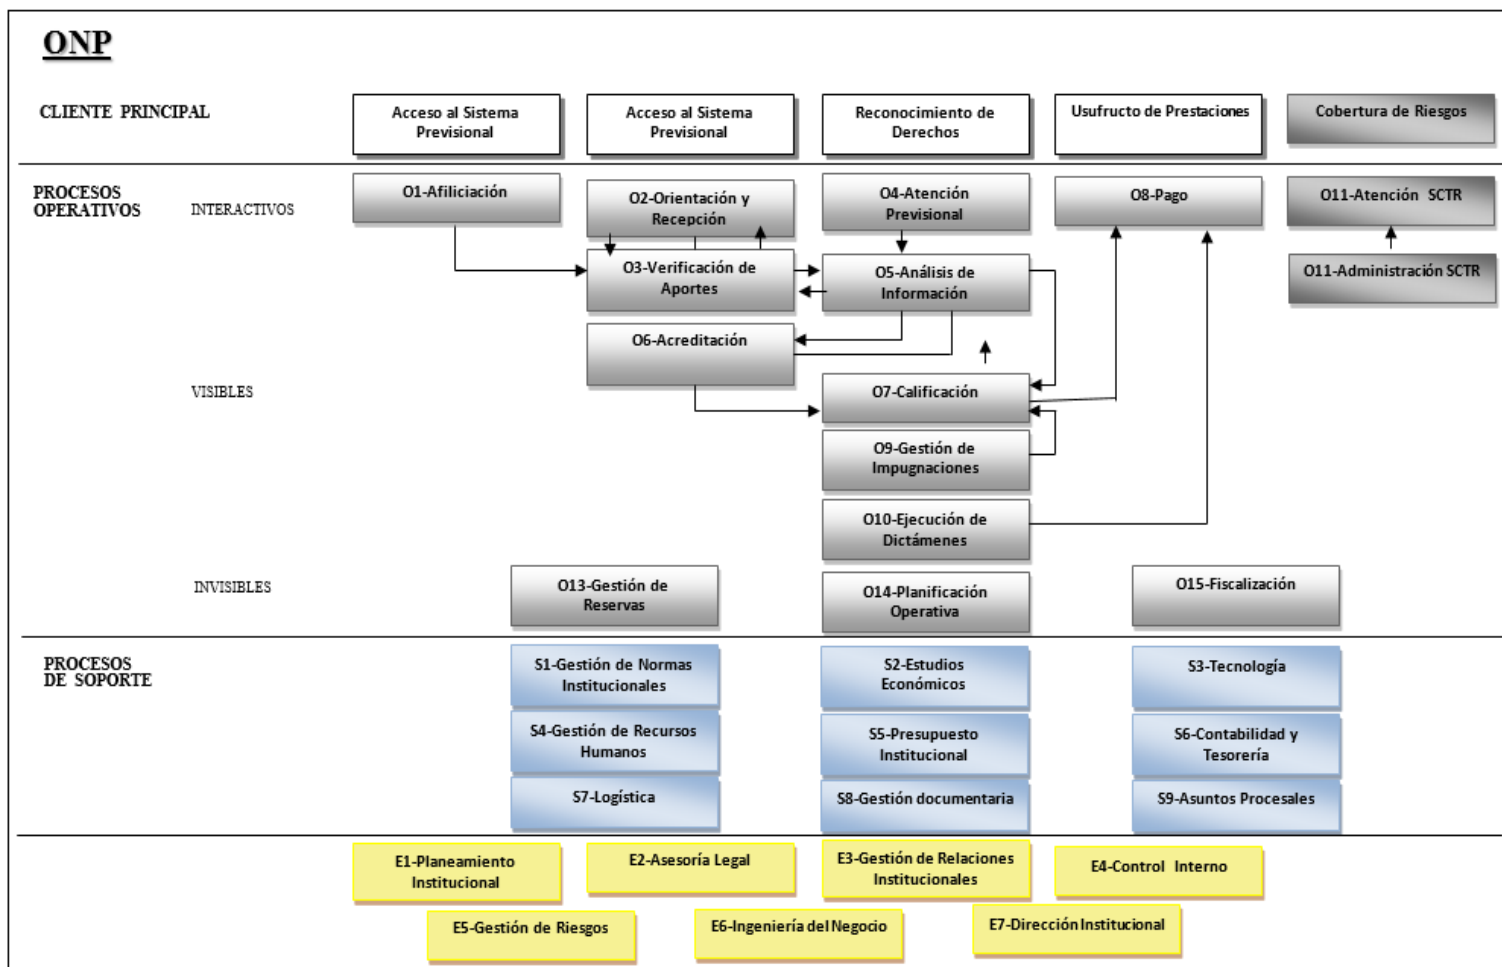 ONP
CLIENTE PRINCIPAL
Acceso al Sistema
Previsional
Acceso al Sistema
Previsional
Reconocimiento de
Derechos
Usufructo de Prestaciones
Cobertura de Riesgos
PROCESOS
OPERATIVOS
INTERACTIVOS
O1-Afiliciación
O2-Orientación y
Recepción
O4-Atención
Previsional
O8-Pago
O11-Atención SCTR
O3-Verificación de
Aportes
O5-Análisis de
Información
O11-Administración SCTR
O6-Acreditación
VISIBLES
O7-Calificación
O9-Gestión de
Impugnaciones
O10-Ejecución de
Dictámenes
INVISIBLES
O13-Gestión de
Reservas
O14-Planificación
Operativa
O15-Fiscalización
PROCESOS
DE SOPORTE
S1-Gestión de Normas
Institucionales
S2-Estudios
Económicos
S3-Tecnología
S4-Gestión de Recursos
Humanos
S5-Presupuesto
Institucional
S6-Contabilidad y
Tesorería
S7-Logística
S8-Gestión documentaria
S9-Asuntos Procesales
E1-Planeamiento
Institucional
E2-Asesoría Legal
E3-Gestión de Relaciones
Institucionales
E4-Control Interno
E5-Gestión de Riesgos
E6-Ingeniería del Negocio
E7-Dirección Institucional